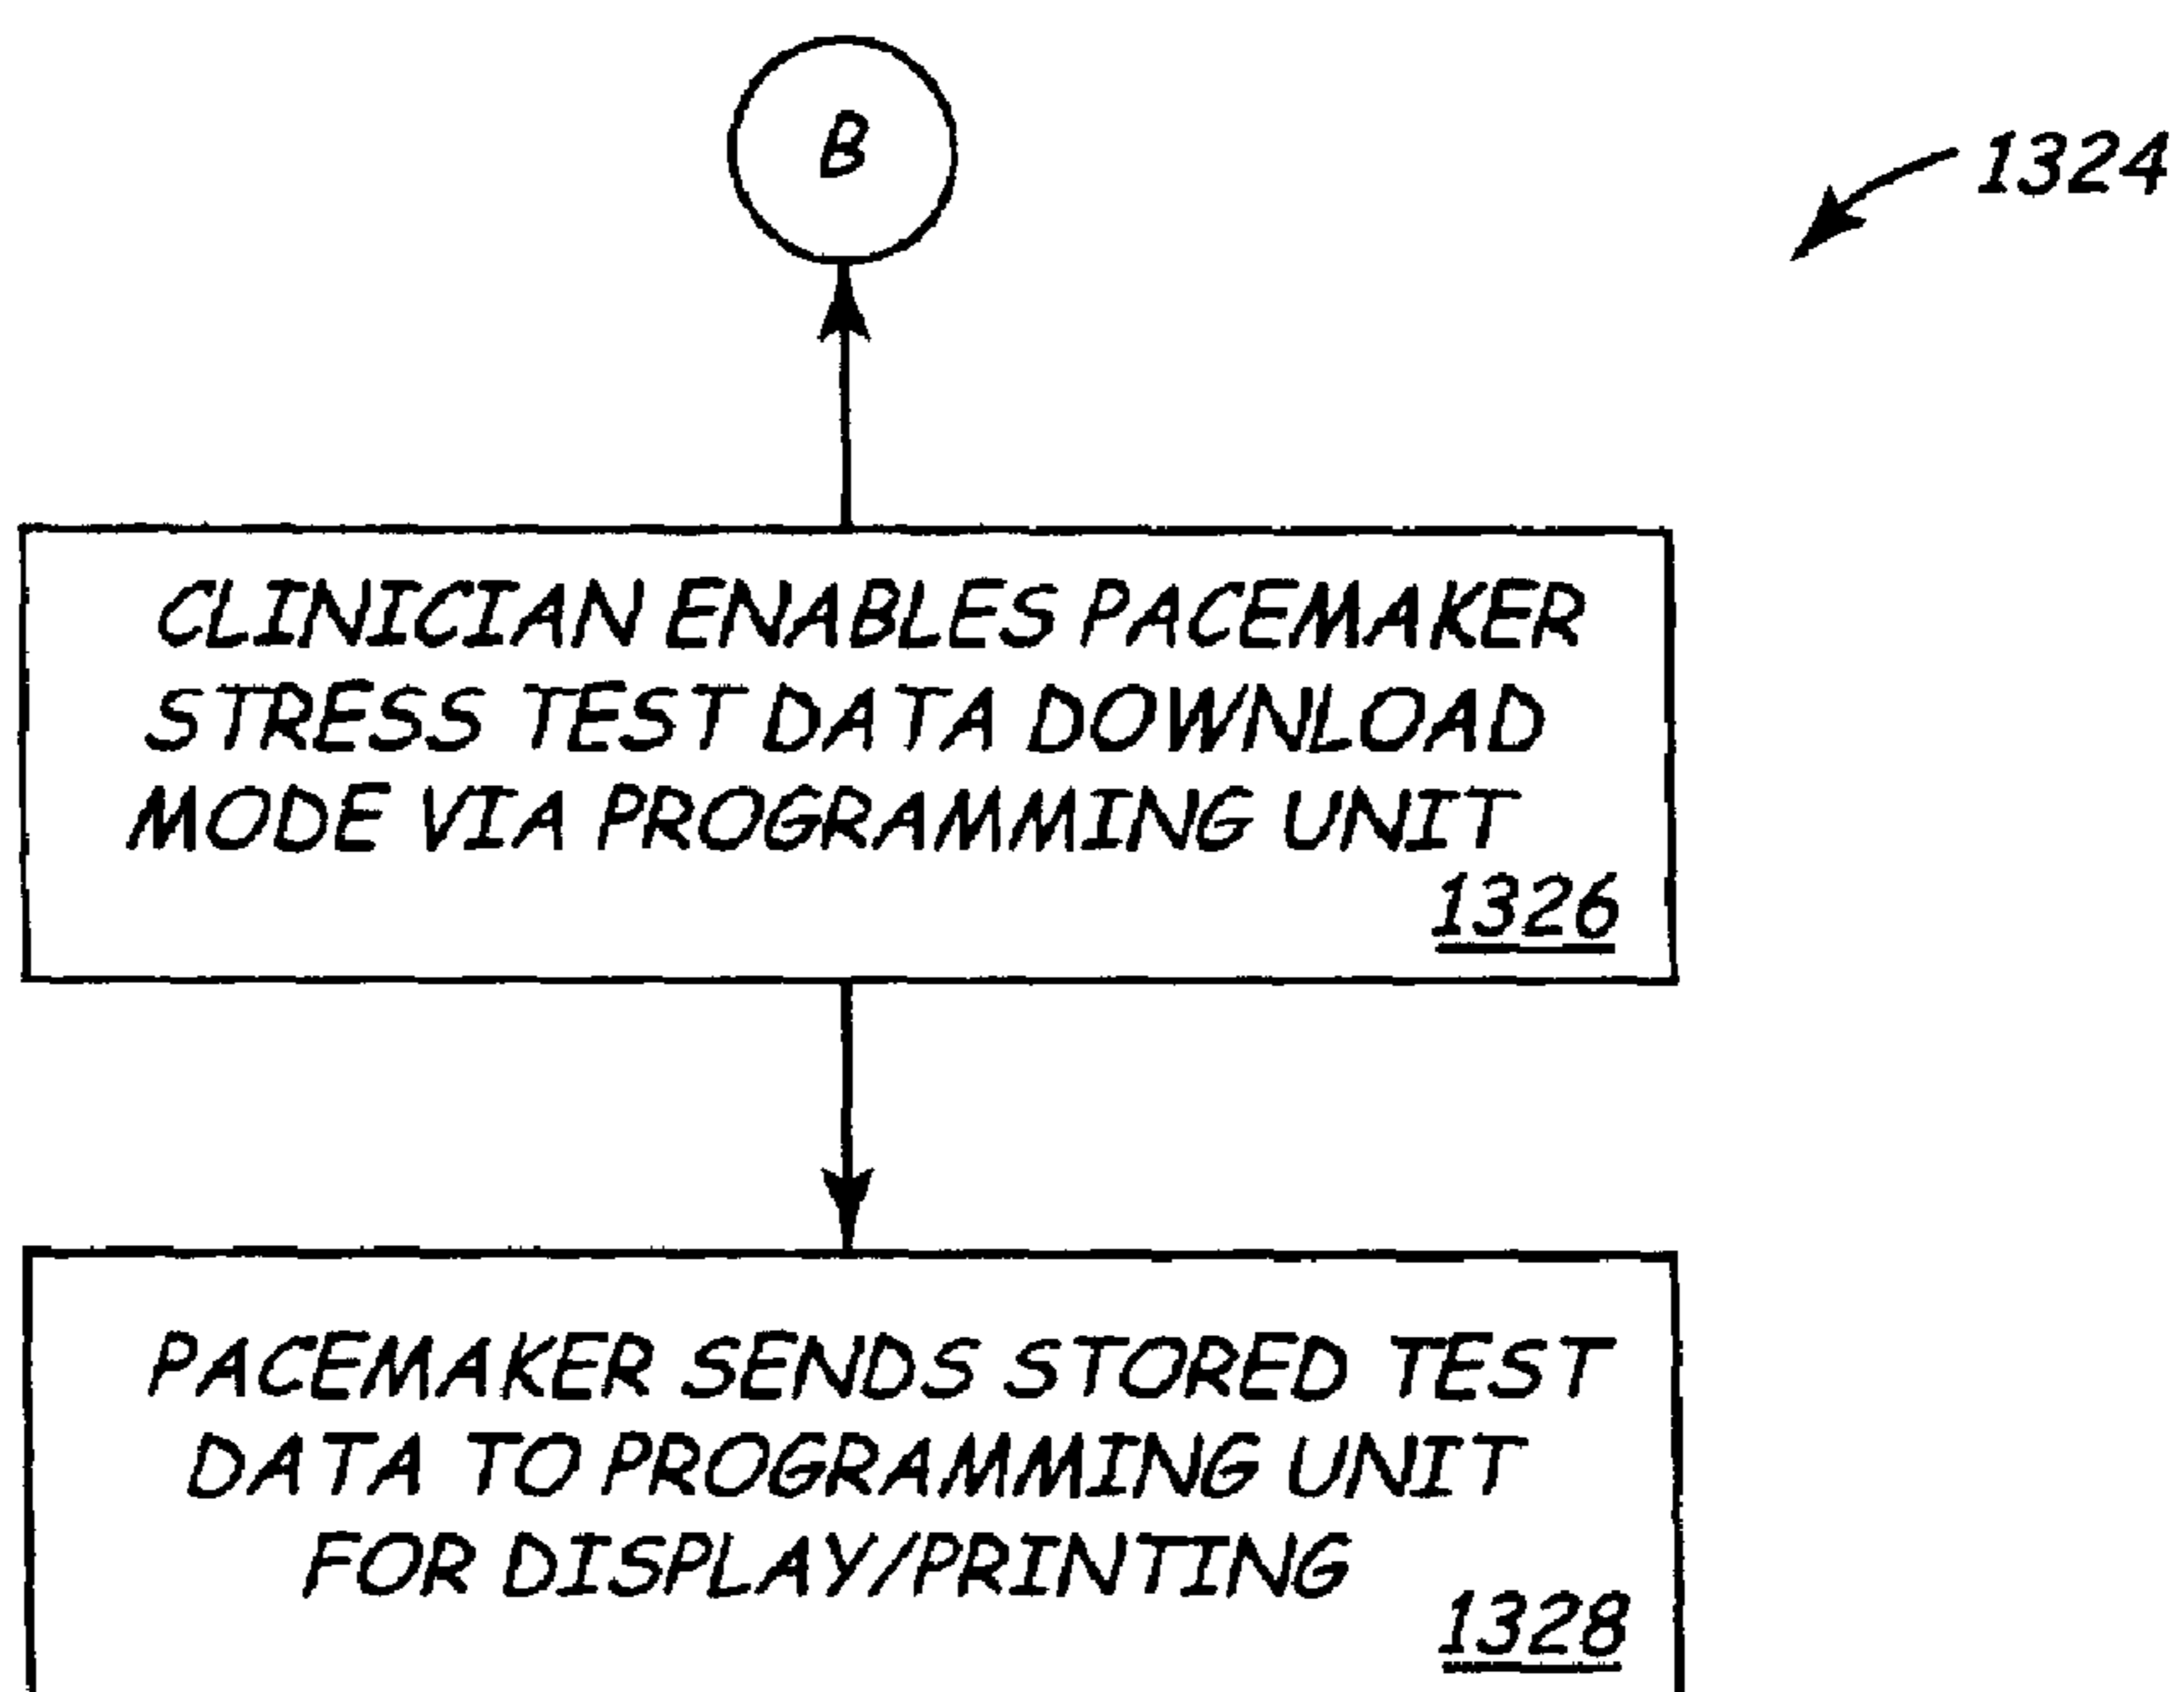 B
1324
CLINICIAN ENABLES PACEMAKER
STRESS TEST DATA DOWNLOAD
MODE VIA PROGRAMMING UNIT
1326
PACEMAKER SENDS STORED TEST
DATA TO PROGRAMMING UNIT
FOR DISPLAY/PRINTING
1328